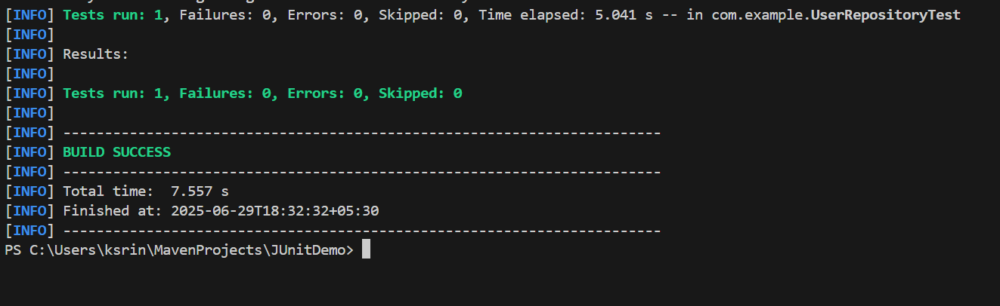 [INFO] Tests run: 1, Failures: 0, Errors: 0, Skipped: 0, Time elapsed: 5.041 s -- in com.example.UserRepositoryTest
[INFO]
[INFO] Results:
[INFO]
[INFO] Tests run: 1, Failures: 0, Errors: 0, Skipped: 0
[INFO]
[INFO] ------------------------------------------------------------------------
[INFO] BUILD SUCCESS
[INFO] ------------------------------------------------------------------------
[INFO] Total time:  7.557 s
[INFO] Finished at: 2025-06-29T18:32:32+05:30
[INFO] ------------------------------------------------------------------------
PS C:\Users\ksrin\MavenProjects\JUnitDemo>